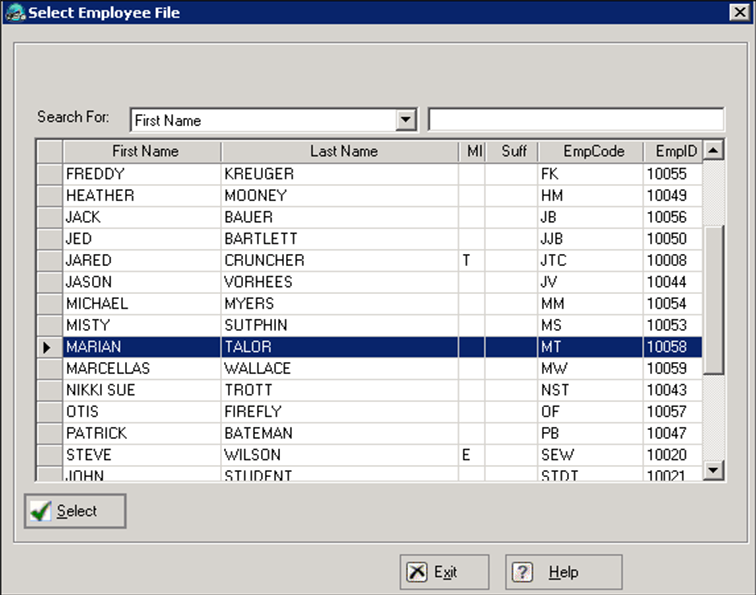 Select Employee File
Search For: First Name
First Name Last Name MI Suff EmpCode EmpID
FREDDY KREUGER FK 10055
HEATHER MOONEY HM 10049
JACK BAUER JB 10056
JED BARTLETT JJB 10050
JARED CRUNCHER T JTC 10008
JASON VORHEES JV 10044
MICHAEL MYERS MM 10054
MISTY SUTPHIN MS 10053
MARIAN TALOR MT 10058
MARCELLAS WALLACE MW 10059
NIKKI SUE TROTT NST 10043
OTIS FIREFLY OF 10057
PATRICK BATEMAN PB 10047
STEVE WILSON E SEW 10020
JOHN STUDENT STDT 10021
Select
Exit Help